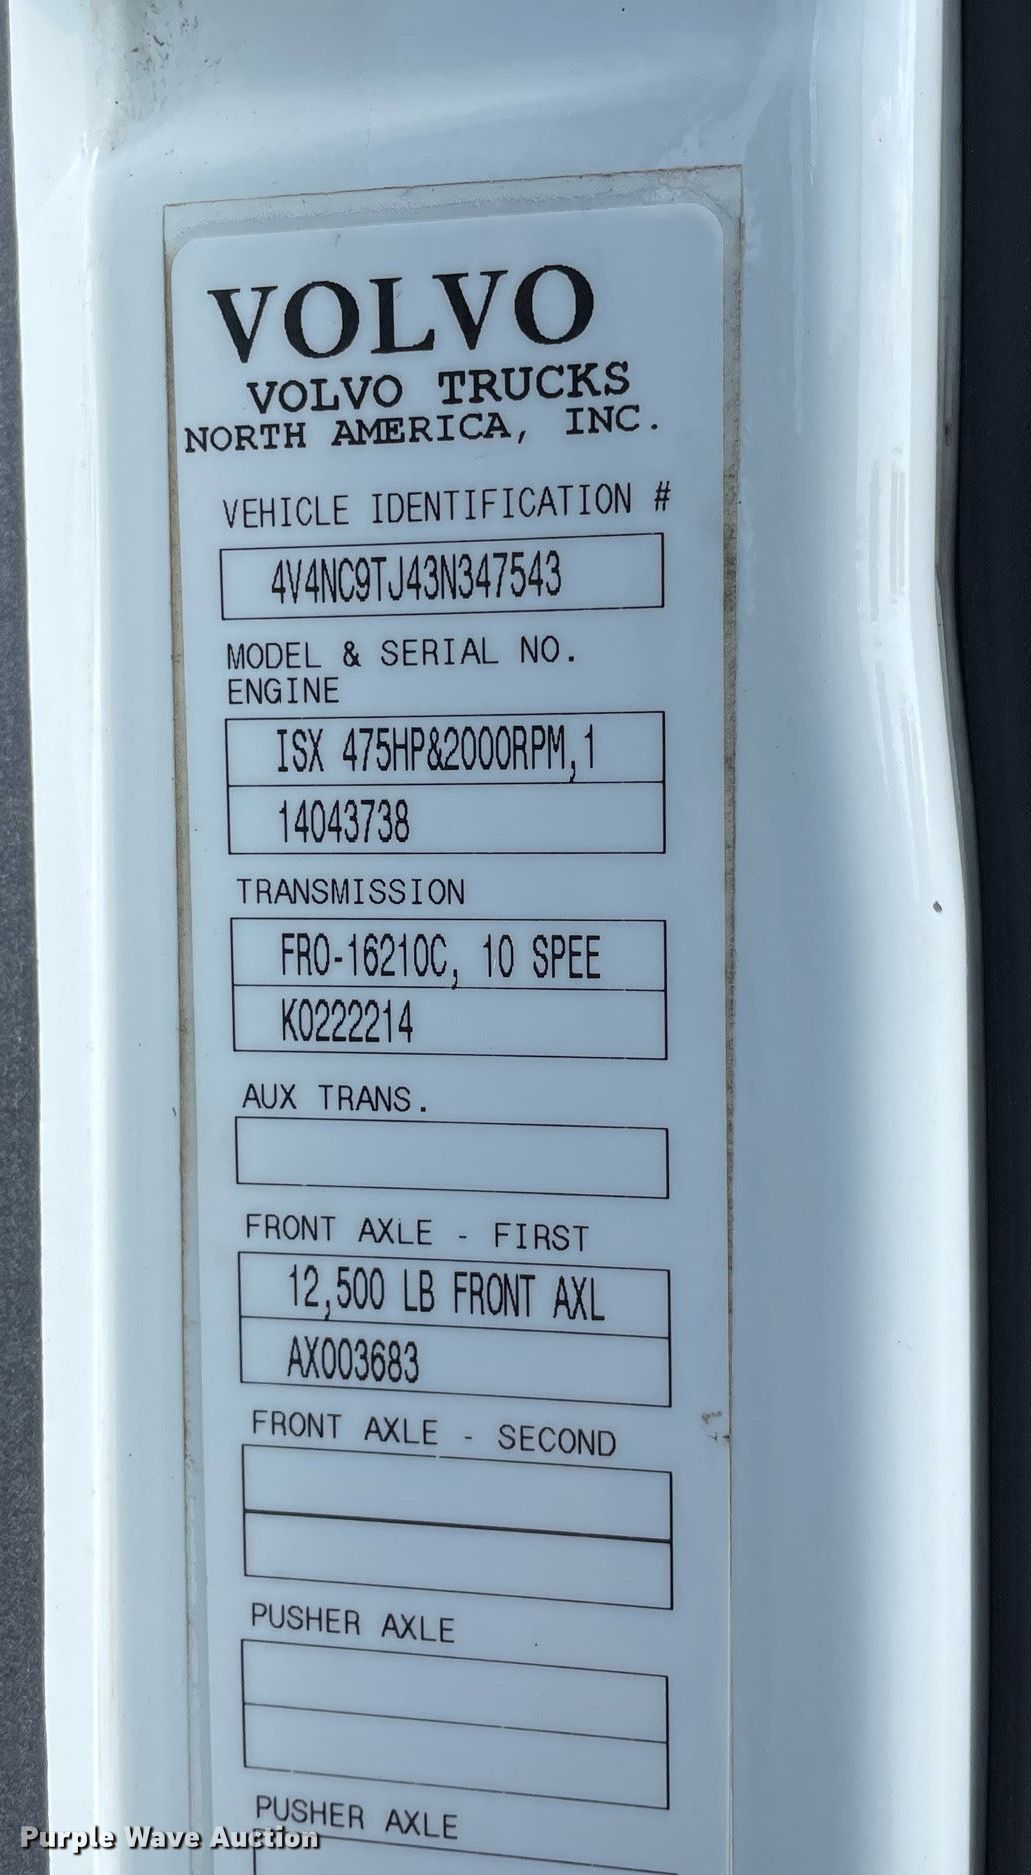 VOLVO
VOLVO TRUCKS
NORTH AMERICA, INC.
VEHICLE IDENTIFICATION #
4V4NC9TJ43N347543
MODEL & SERIAL NO.
ENGINE
ISX 475HP&2000RPM,1
14043738
TRANSMISSION
FRO-16210C, 10 SPEE
K0222214
AUX TRANS.
FRONT AXLE - FIRST
12,500 LB FRONT AXL
AX003683
FRONT AXLE - SECOND
PUSHER AXLE
PUSHER AXLE
Purple Wave Auction